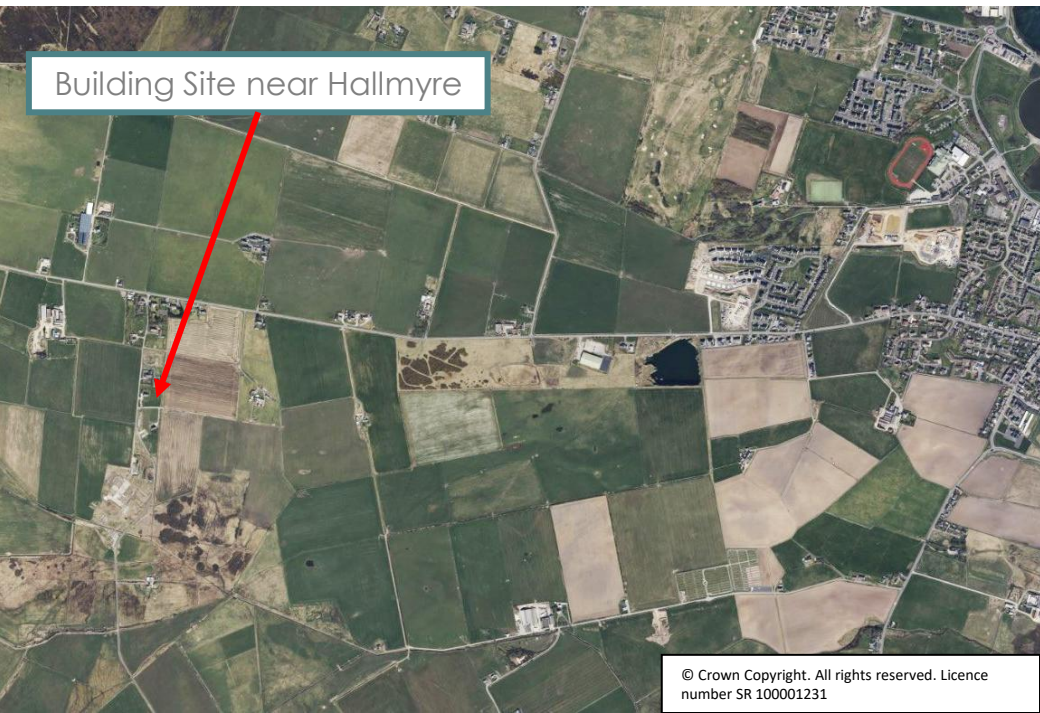 Building Site near Hallmyre
© Crown Copyright. All rights reserved. Licence
number SR 100001231